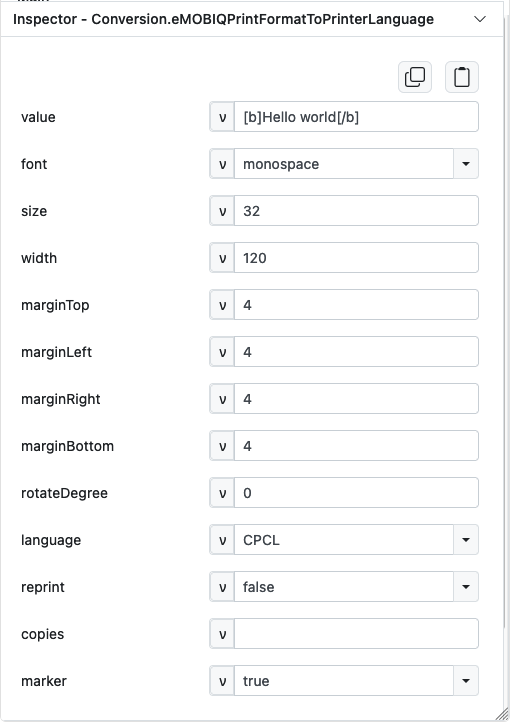 Inspector - Conversion.eMOBIQPrintFormatToPrinterLanguage
value v [b]Hello world[/b]
font v monospace
size v 32
width v 120
marginTop v 4
marginLeft v 4
marginRight v 4
marginBottom v 4
rotateDegree v 0
language v CPCL
reprint v false
copies v
marker v true